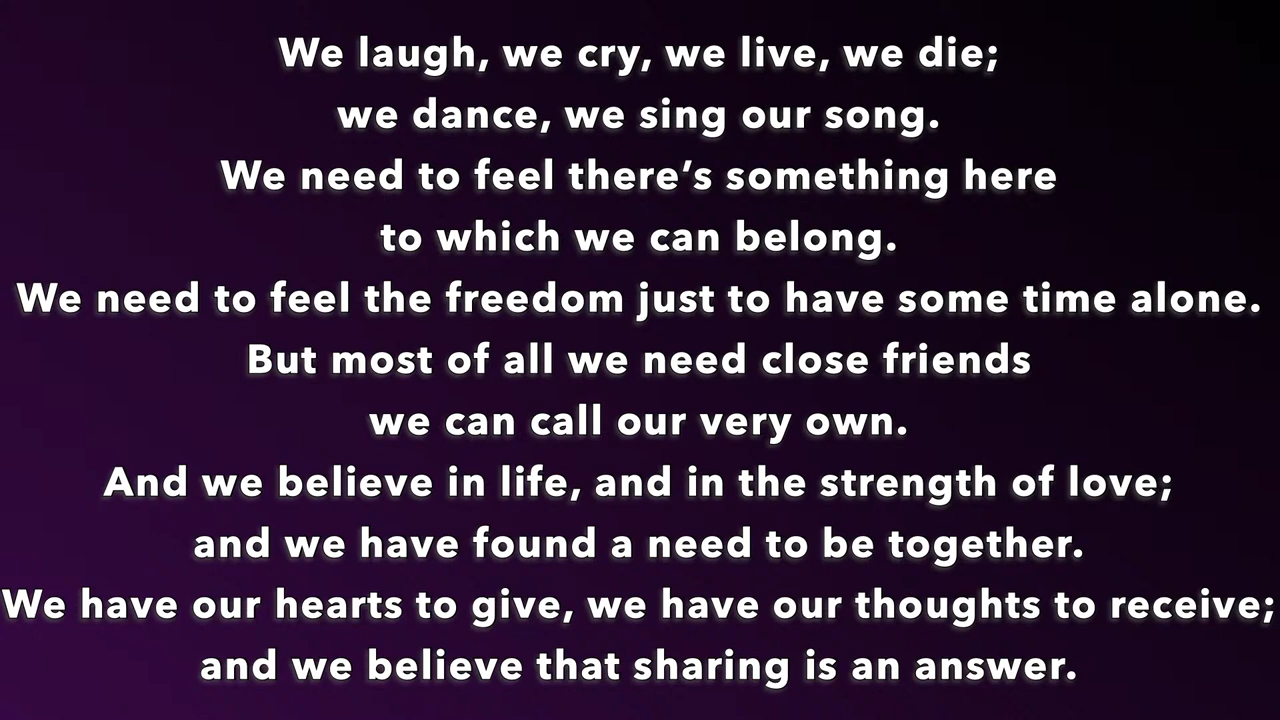 We laugh, we cry, we live, we die;
we dance, we sing our song.
We need to feel there’s something here
to which we can belong.
We need to feel the freedom just to have some time alone.
But most of all we need close friends
we can call our very own.
And we believe in life, and in the strength of love;
and we have found a need to be together.
We have our hearts to give, we have our thoughts to receive;
and we believe that sharing is an answer.